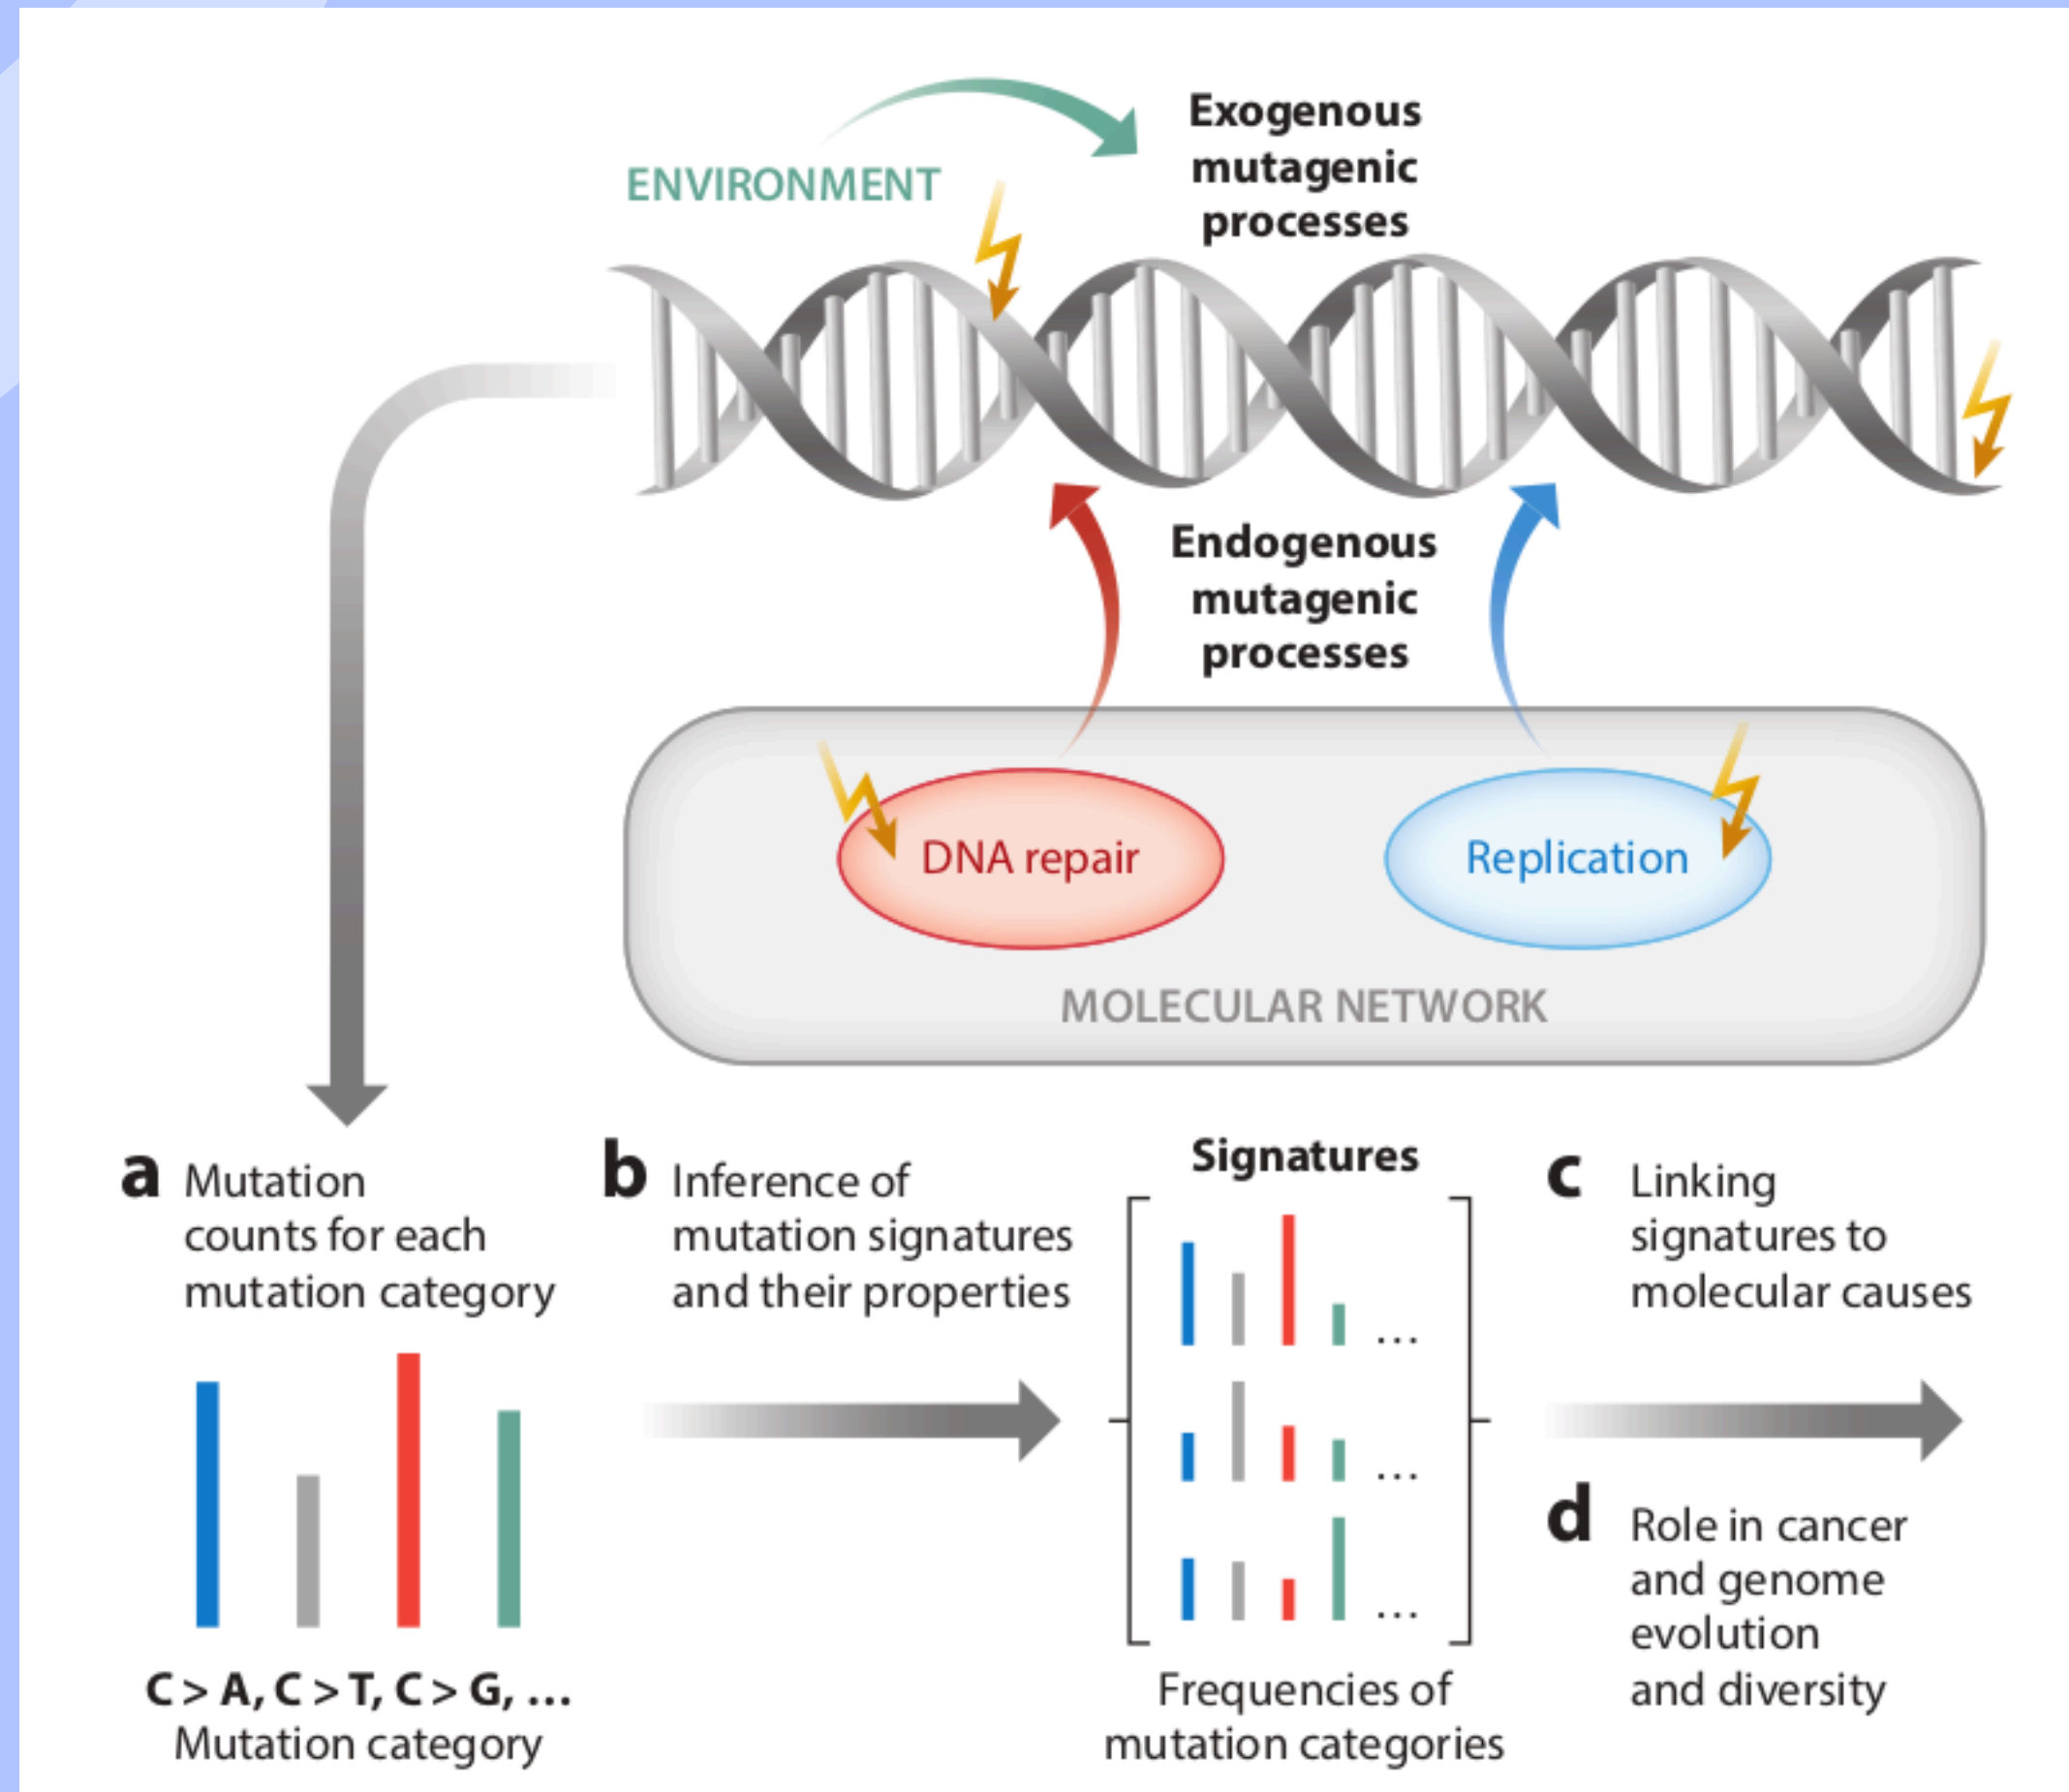 ENVIRONMENT
Exogenous
mutagenic
processes
Endogenous
mutagenic
processes
DNA repair
Replication
MOLECULAR NETWORK
a Mutation
counts for each
mutation category
C > A, C > T, C > G, ...
Mutation category
b Inference of
mutation signatures
and their properties
Signatures
...
...
...
Frequencies of
mutation categories
c Linking
signatures to
molecular causes
d Role in cancer
and genome
evolution
and diversity